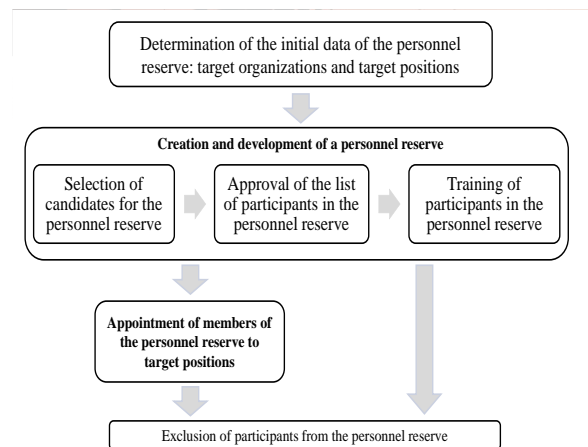 Determination of the initial data of the personnel
reserve: target organizations and target positions
Creation and development of a personnel reserve
Selection of
candidates for the
personnel reserve
Approval of the list
of participants in the
personnel reserve
Training of
participants in the
personnel reserve
Appointment of members of
the personnel reserve to
target positions
Exclusion of participants from the personnel reserve